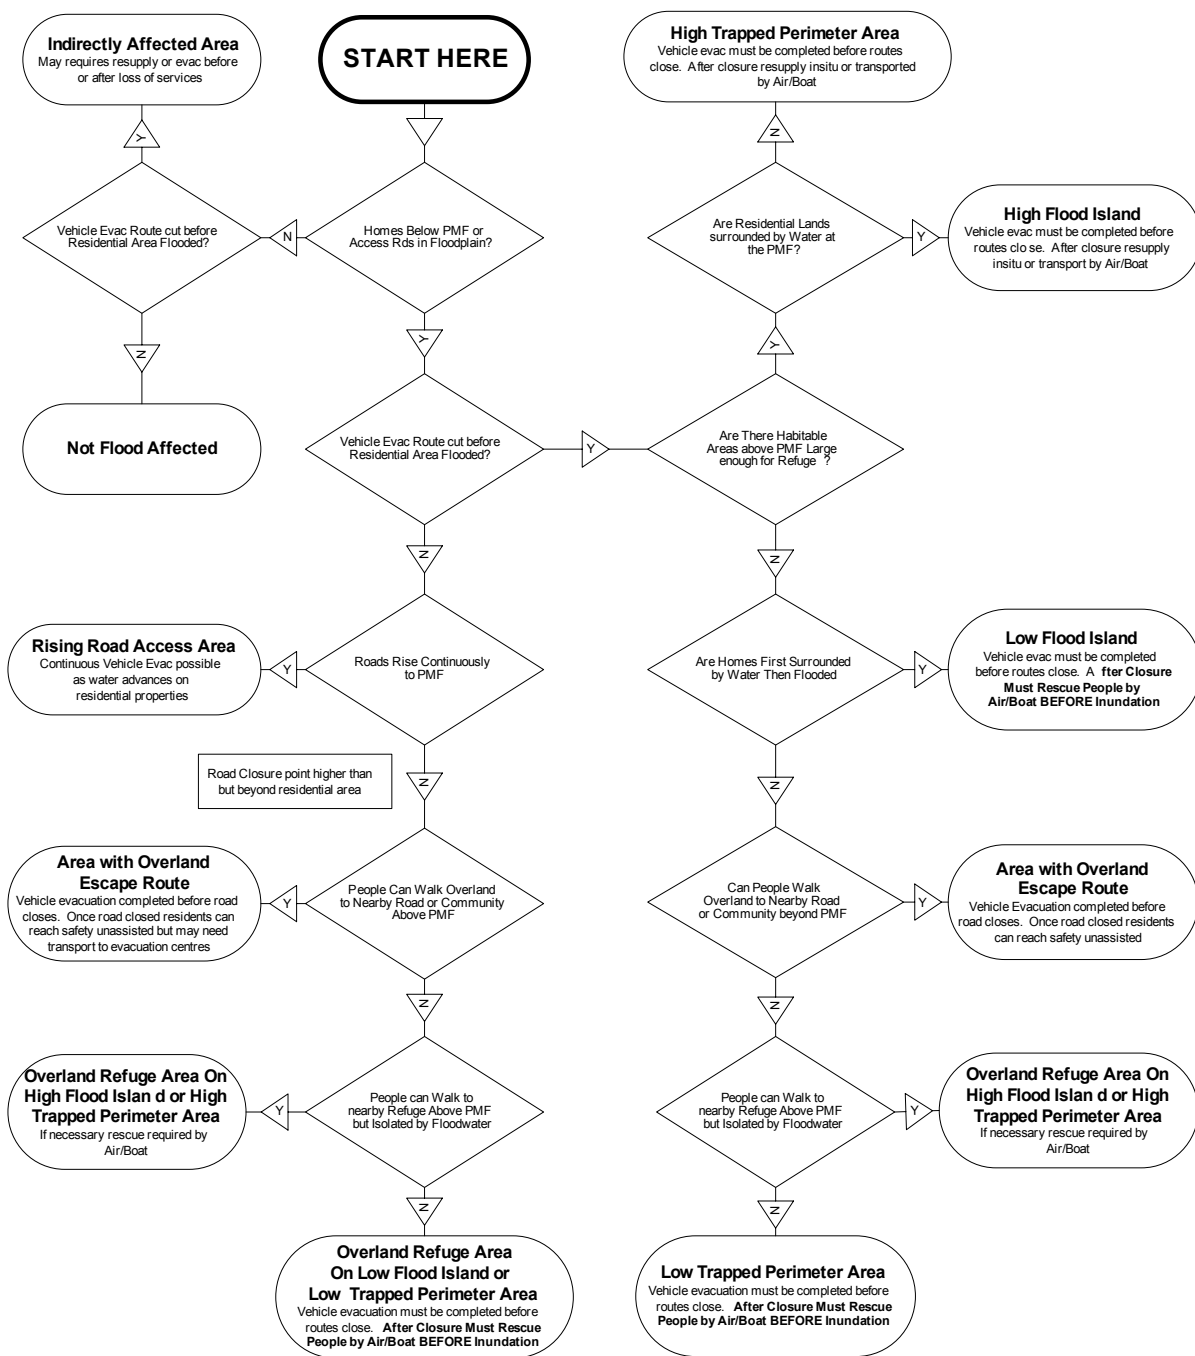 Indirectly Affected Area
May requires resupply or evac before
or after loss of services
START HERE
High Trapped Perimeter Area
Vehicle evac must be completed before routes
close. After closure resupply insitu or transported
by Air/Boat
Y
N
Vehicle Evac Route cut before
Residential Area Flooded?
N
Homes Below PMF or
Access Rds in Floodplain?
Are Residential Lands
surrounded by Water at
the PMF?
Y
High Flood Island
Vehicle evac must be completed before
routes clo se. After closure resupply
insitu or transport by Air/Boat
N
Y
Y
Not Flood Affected
Vehicle Evac Route cut before
Residential Area Flooded?
Y
Are There Habitable
Areas above PMF Large
enough for Refuge ?
N
N
Rising Road Access Area
Continuous Vehicle Evac possible
as water advances on
residential properties
Y
Roads Rise Continuously
to PMF
Are Homes First Surrounded
by Water Then Flooded
Y
Low Flood Island
Vehicle evac must be completed
before routes close. A fter Closure
Must Rescue People by
Air/Boat BEFORE Inundation
Road Closure point higher than
but beyond residential area
N
N
Area with Overland
Escape Route
Vehicle evacuation completed before road
closes. Once road closed residents can
reach safety unassisted but may need
transport to evacuation centres
Y
People Can Walk Overland
to Nearby Road or Community
Above PMF
Can People Walk
Overland to Nearby Road
or Community beyond PMF
Y
Area with Overland
Escape Route
Vehicle Evacuation completed before
road closes. Once road closed residents
can reach safety unassisted
N
N
Overland Refuge Area On
High Flood Islan d or High
Trapped Perimeter Area
If necessary rescue required by
Air/Boat
Y
People can Walk to
nearby Refuge Above PMF
but Isolated by Floodwater
People can Walk to
nearby Refuge Above PMF
but Isolated by Floodwater
Y
Overland Refuge Area On
High Flood Islan d or High
Trapped Perimeter Area
If necessary rescue required by
Air/Boat
N
N
Overland Refuge Area
On Low Flood Island or
Low Trapped Perimeter Area
Vehicle evacuation must be completed before
routes close. After Closure Must Rescue
People by Air/Boat BEFORE Inundation
Low Trapped Perimeter Area
Vehicle evacuation must be completed before
routes close. After Closure Must Rescue
People by Air/Boat BEFORE Inundation